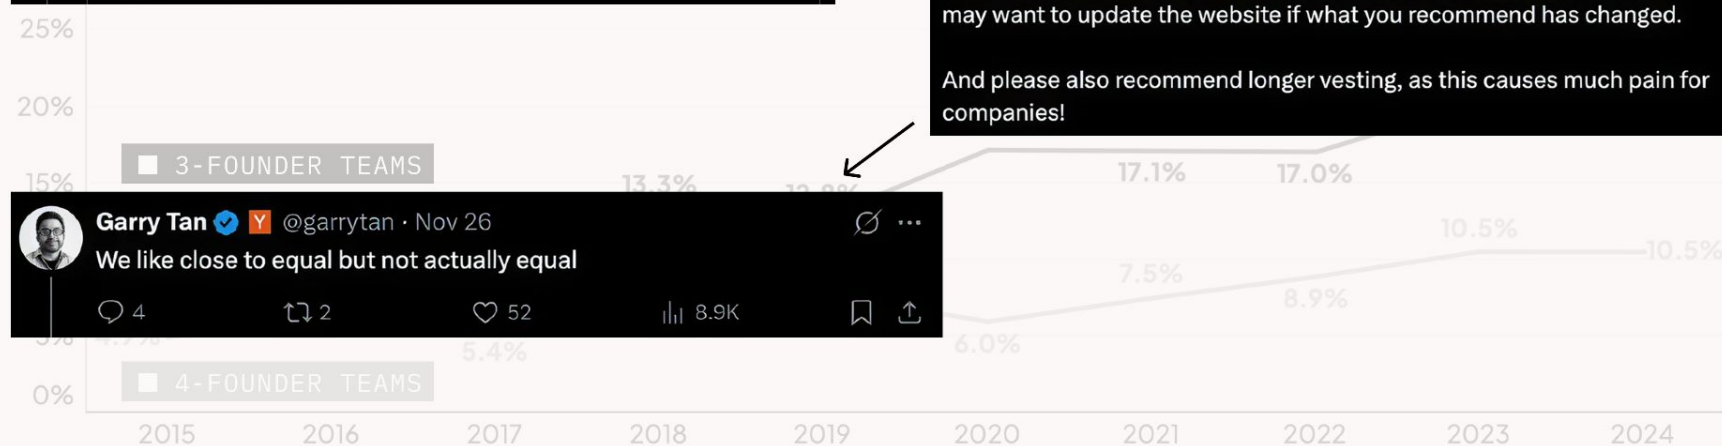 may want to update the website if what you recommend has changed.
And please also recommend longer vesting, as this causes much pain for
companies!
25%
20%
3-FOUNDER TEAMS
15%
13.3%
17.1%
17.0%
Garry Tan Y @garrytan · Nov 26
We like close to equal but not actually equal
4 2 52 8.9K
10.5%
10.5%
7.5%
8.9%
6.0%
5.4%
4-FOUNDER TEAMS
0%
2015 2016 2017 2018 2019 2020 2021 2022 2023 2024